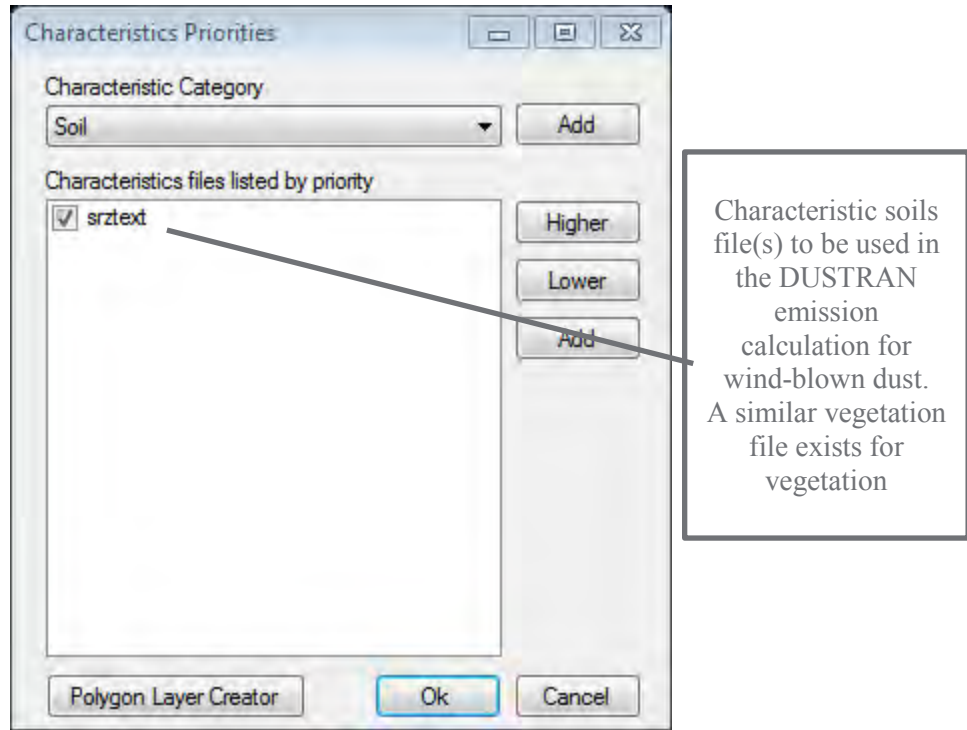 Characteristics Priorities
Characteristic Category
Soil
Add
Characteristics files listed by priority
srztext
Higher
Lower
Add
Polygon Layer Creator
Ok
Cancel
Characteristic soils
file(s) to be used in
the DUSTRAN
emission
calculation for
wind-blown dust.
A similar vegetation
file exists for
vegetation